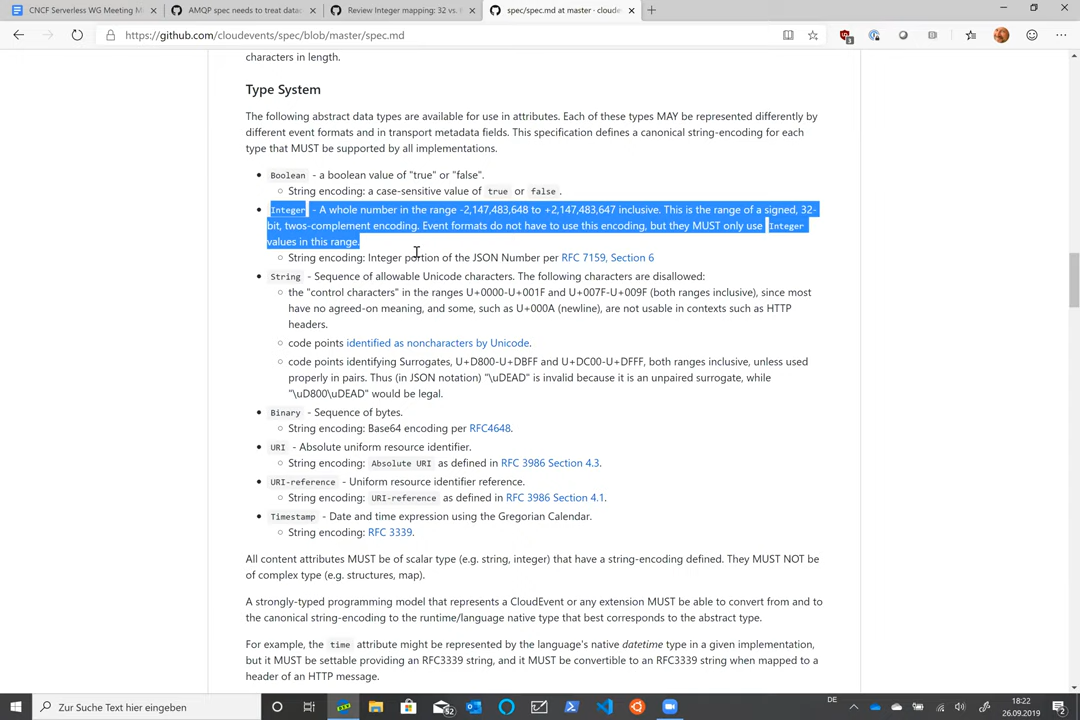 CNCF Serverless WG Meeting M
AMQP spec needs to treat datac
Review Integer mapping: 32 vs.
spec/spec.md at master · cloude
https://github.com/cloudevents/spec/blob/master/spec.md
characters in length.
Type System
The following abstract data types are available for use in attributes. Each of these types MAY be represented differently by
different event formats and in transport metadata fields. This specification defines a canonical string-encoding for each
type that MUST be supported by all implementations.
Boolean - a boolean value of "true" or "false".
String encoding: a case-sensitive value of true or false .
Integer - A whole number in the range -2,147,483,648 to +2,147,483,647 inclusive. This is the range of a signed, 32-
bit, twos-complement encoding. Event formats do not have to use this encoding, but they MUST only use Integer
values in this range.
String encoding: Integer portion of the JSON Number per RFC 7159, Section 6
String - Sequence of allowable Unicode characters. The following characters are disallowed:
the "control characters" in the ranges U+0000-U+001F and U+007F-U+009F (both ranges inclusive), since most
have no agreed-on meaning, and some, such as U+000A (newline), are not usable in contexts such as HTTP
headers.
code points identified as noncharacters by Unicode.
code points identifying Surrogates, U+D800-U+DBFF and U+DC00-U+DFFF, both ranges inclusive, unless used
properly in pairs. Thus (in JSON notation) "\uDEAD" is invalid because it is an unpaired surrogate, while
"\uD800\uDEAD" would be legal.
Binary - Sequence of bytes.
String encoding: Base64 encoding per RFC4648.
URI - Absolute uniform resource identifier.
String encoding: Absolute URI as defined in RFC 3986 Section 4.3.
URI-reference - Uniform resource identifier reference.
String encoding: URI-reference as defined in RFC 3986 Section 4.1.
Timestamp - Date and time expression using the Gregorian Calendar.
String encoding: RFC 3339.
All content attributes MUST be of scalar type (e.g. string, integer) that have a string-encoding defined. They MUST NOT be
of complex type (e.g. structures, map).
A strongly-typed programming model that represents a CloudEvent or any extension MUST be able to convert from and to
the canonical string-encoding to the runtime/language native type that best corresponds to the abstract type.
For example, the time attribute might be represented by the language's native datetime type in a given implementation,
but it MUST be settable providing an RFC3339 string, and it MUST be convertible to an RFC3339 string when mapped to a
header of an HTTP message.
Zur Suche Text hier eingeben
52
DE
18:22
26.09.2019
2